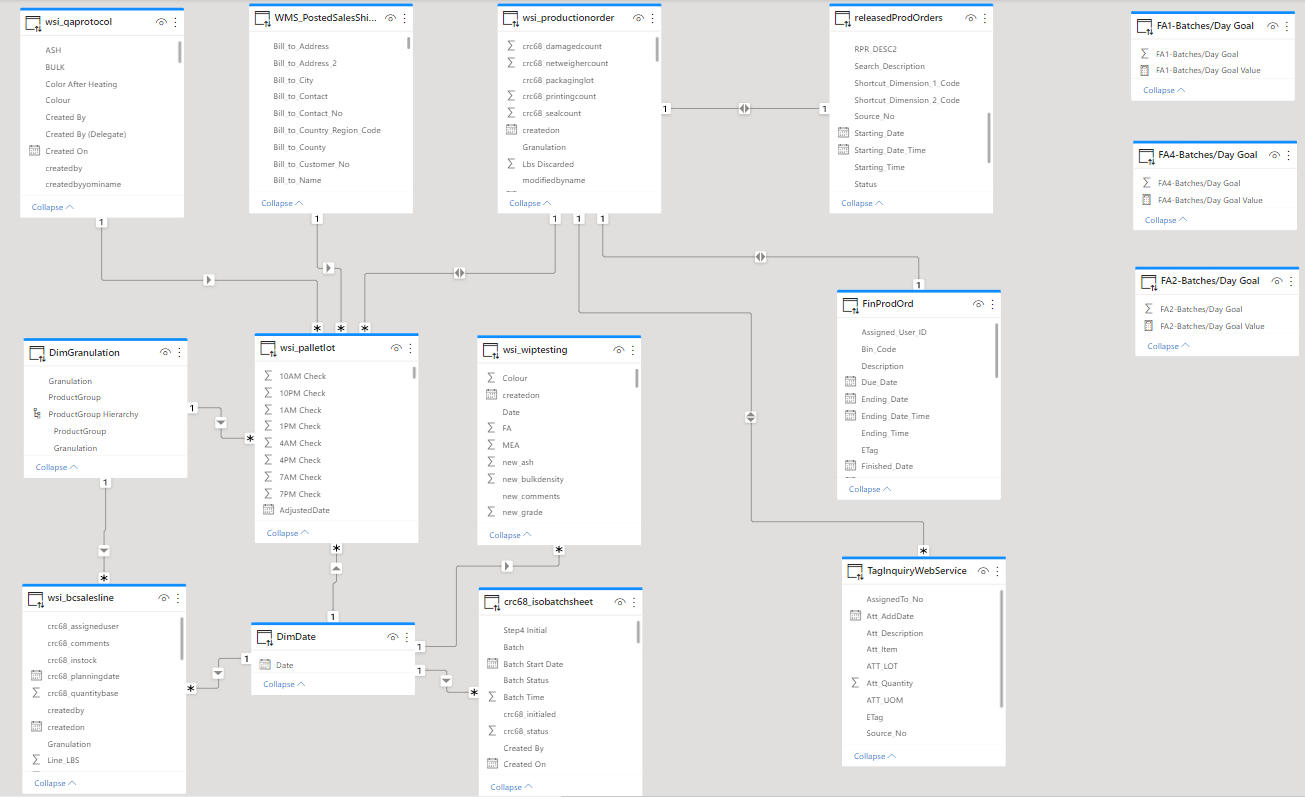 wsi_qaprotocol
ASH
BULK
Color After Heating
Colour
Created By
Created By (Delegate)
Created On
createdby
createdbyyominame
Collapse
WMS_PostedSalesShi...
Bill_to_Address
Bill_to_Address_2
Bill_to_City
Bill_to_Contact
Bill_to_Contact_No
Bill_to_Country_Region_Code
Bill_to_County
Bill_to_Customer_No
Bill_to_Name
Collapse
wsi_productionorder
crc68_damagedcount
crc68_netweighercount
crc68_packaginglot
crc68_printingcount
crc68_sealcount
createdon
Granulation
Lbs Discarded
modifiedbyname
Collapse
releasedProdOrders
RPR_DESC2
Search_Description
Shortcut_Dimension_1_Code
Shortcut_Dimension_2_Code
Source_No
Starting_Date
Starting_Date_Time
Starting_Time
Status
Collapse
FA1-Batches/Day Goal
FA1-Batches/Day Goal
FA1-Batches/Day Goal Value
Collapse
FA4-Batches/Day Goal
FA4-Batches/Day Goal
FA4-Batches/Day Goal Value
Collapse
FA2-Batches/Day Goal
FA2-Batches/Day Goal
FA2-Batches/Day Goal Value
Collapse
1
1
1
1
1
1
1
*
*
*
1
DimGranulation
Granulation
ProductGroup
ProductGroup Hierarchy
ProductGroup
Granulation
Collapse
1
*
1
*
wsi_palletlot
10AM Check
10PM Check
1AM Check
1PM Check
4AM Check
4PM Check
7AM Check
7PM Check
AdjustedDate
Collapse
*
1
wsi_wiptesting
Colour
createdon
Date
FA
MEA
new_ash
new_bulkdensity
new_comments
new_grade
Collapse
*
FinProdOrd
Assigned_User_ID
Bin_Code
Description
Due_Date
Ending_Date
Ending_Date_Time
Ending_Time
ETag
Finished_Date
Collapse
*
wsi_bcsalesline
crc68_assigneduser
crc68_comments
crc68_instock
crc68_planningdate
crc68_quantitybase
createdby
createdon
Granulation
Line_LBS
Collapse
*
1
DimDate
Date
Collapse
1
1
*
crc68_isobatchsheet
Step4 Initial
Batch
Batch Start Date
Batch Status
Batch Time
crc68_initialed
crc68_status
Created By
Created On
Collapse
TagInquiryWebService
AssignedTo_No
Att_AddDate
Att_Description
Att_Item
ATT_LOT
Att_Quantity
ATT_UOM
ETag
Source_No
Collapse